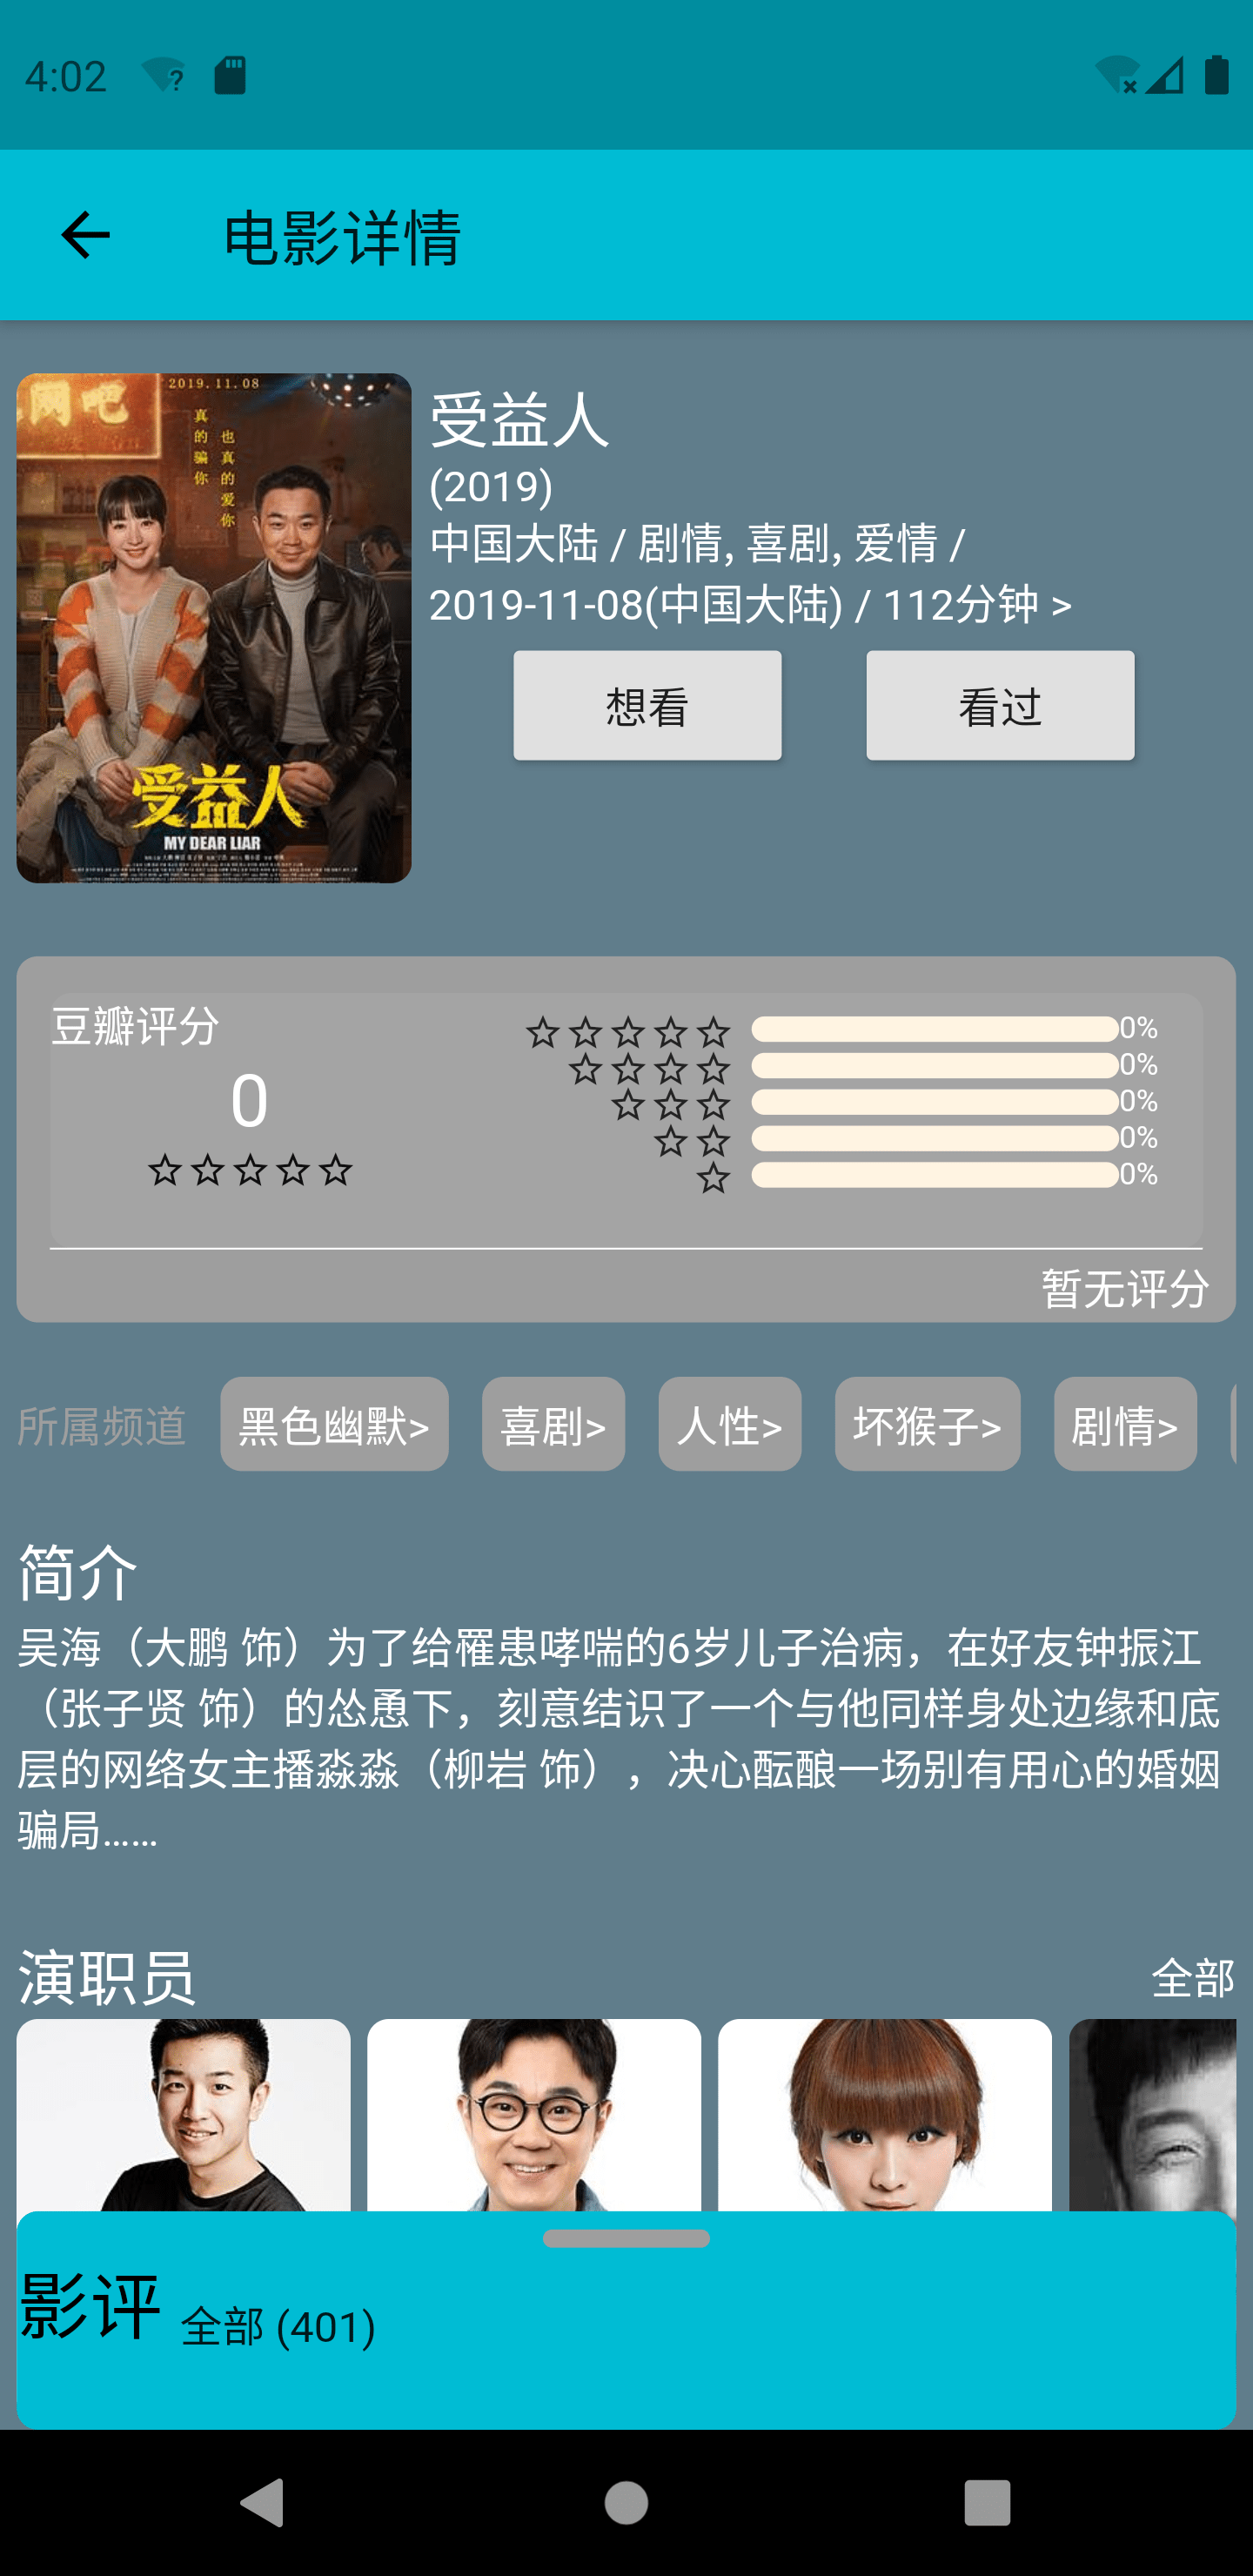 4:02
电影详情
网吧
2019.11.08
真的骗你
也真的爱你
受益人
MY DEAR LIAR
受益人
(2019)
中国大陆 / 剧情, 喜剧, 爱情 /
2019-11-08(中国大陆) / 112分钟 >
想看
看过
豆瓣评分
0
0%
0%
0%
0%
0%
暂无评分
所属频道
黑色幽默>
喜剧>
人性>
坏猴子>
剧情>
简介
吴海（大鹏 饰）为了给罹患哮喘的6岁儿子治病，在好友钟振江
（张子贤 饰）的怂恿下，刻意结识了一个与他同样身处边缘和底
层的网络女主播淼淼（柳岩 饰），决心酝酿一场别有用心的婚姻
骗局……
演职员
全部
影评 全部 (401)